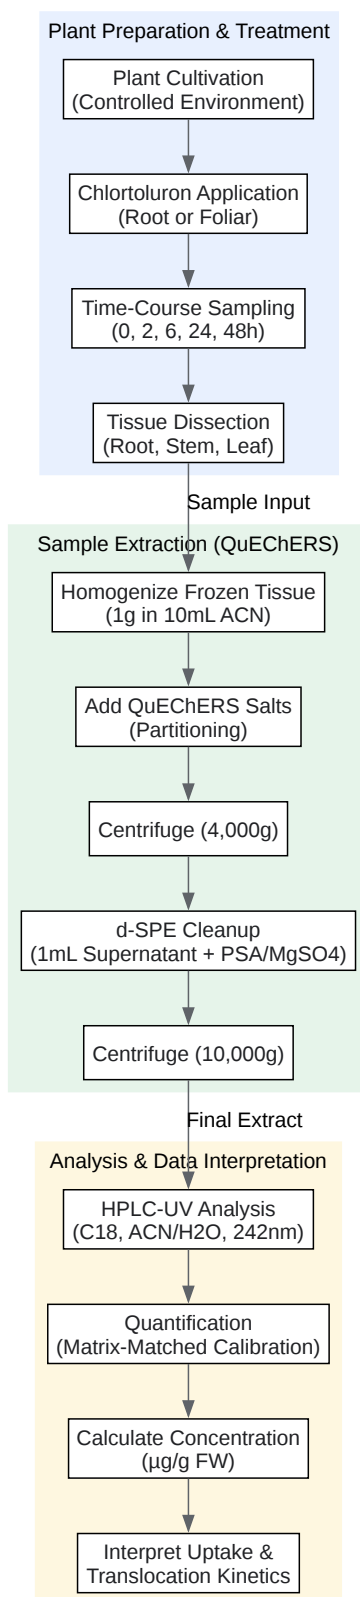 Plant Preparation & Treatment
Plant Cultivation
(Controlled Environment)
Chlortoluron Application
(Root or Foliar)
Time-Course Sampling
(0, 2, 6, 24, 48h)
Tissue Dissection
(Root, Stem, Leaf)
Sample Input
Sample Extraction (QuEChERS)
Homogenize Frozen Tissue
(1g in 10mL ACN)
Add QuEChERS Salts
(Partitioning)
Centrifuge (4,000g)
d-SPE Cleanup
(1mL Supernatant + PSA/MgSO4)
Centrifuge (10,000g)
Final Extract
Analysis & Data Interpretation
HPLC-UV Analysis
(C18, ACN/H2O, 242nm)
Quantification
(Matrix-Matched Calibration)
Calculate Concentration
(µg/g FW)
Interpret Uptake &
Translocation Kinetics